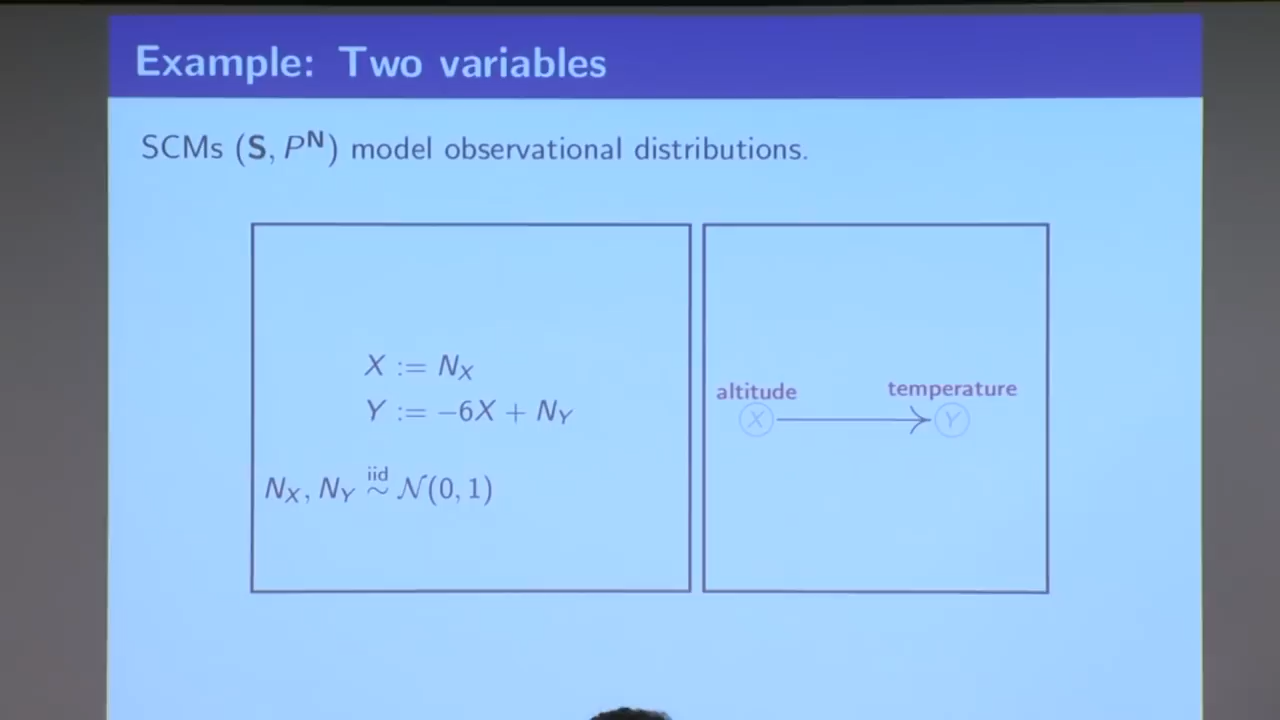 Example: Two variables
SCMs (S, P^N) model observational distributions.
X := N_X
Y := −6X + N_Y
N_X, N_Y iid ∼ 𝒩(0, 1)
altitude temperature
X Y